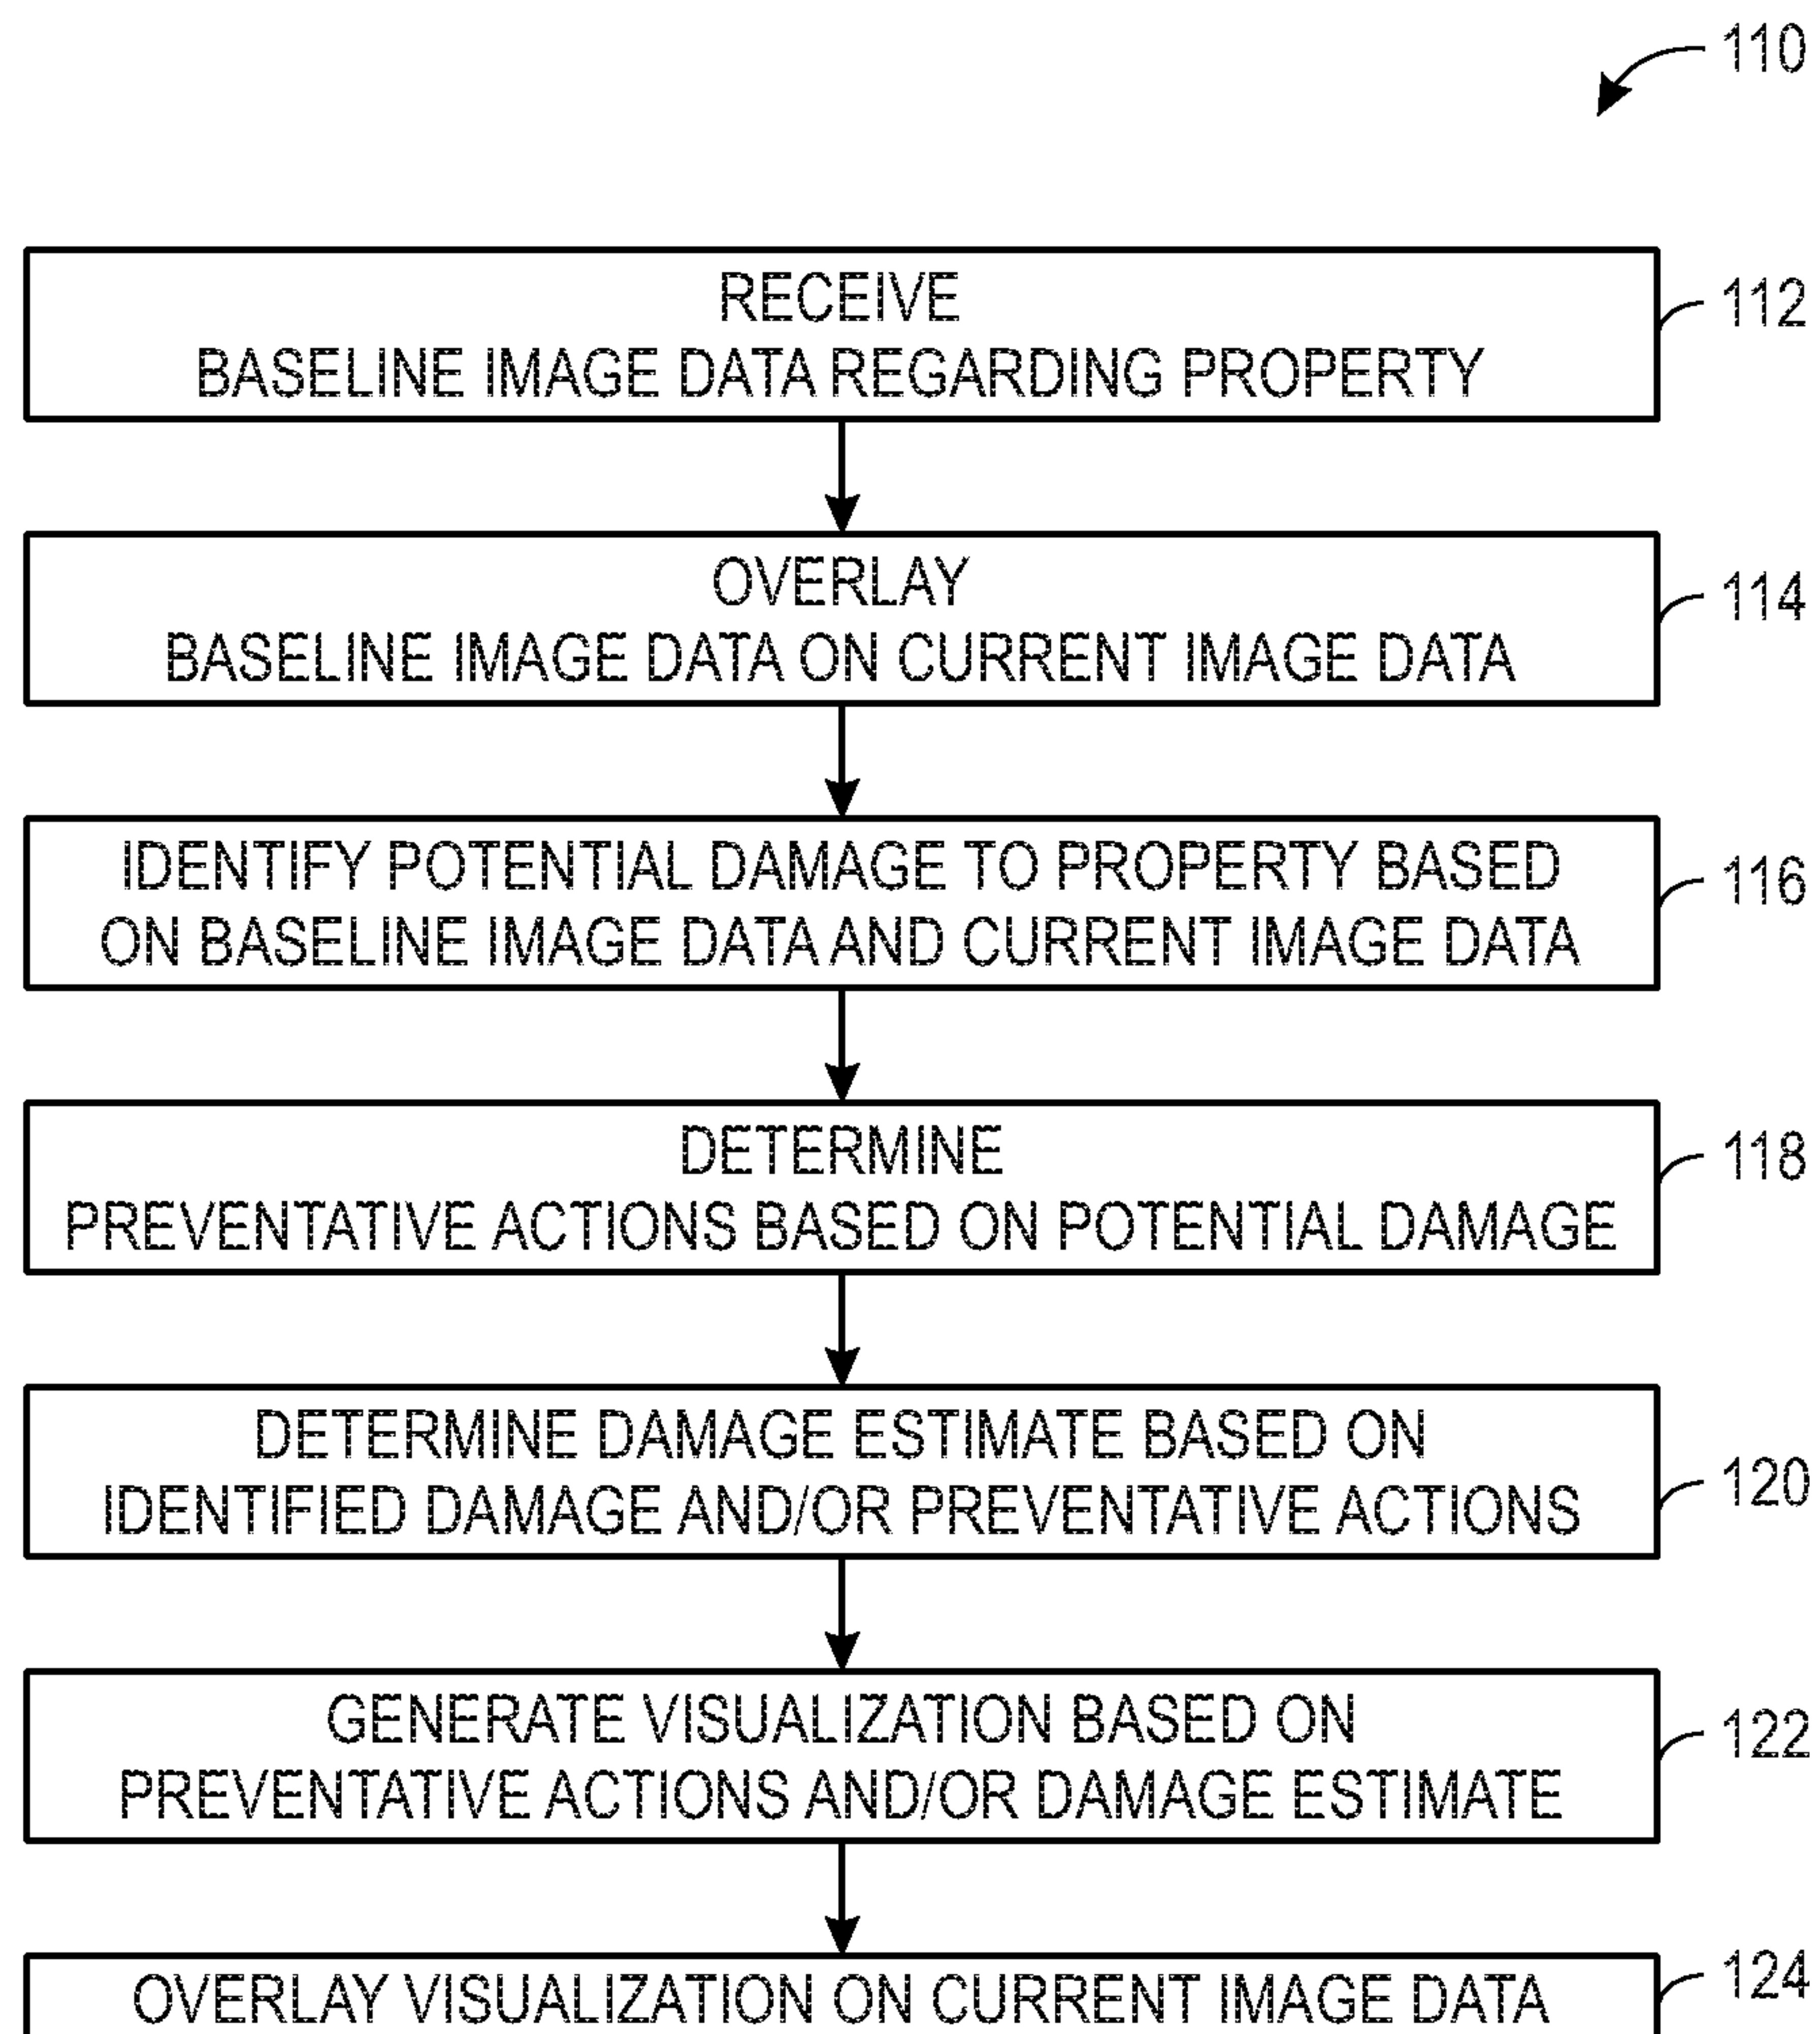 110
RECEIVE
BASELINE IMAGE DATA REGARDING PROPERTY
112
OVERLAY
BASELINE IMAGE DATA ON CURRENT IMAGE DATA
114
IDENTIFY POTENTIAL DAMAGE TO PROPERTY BASED
ON BASELINE IMAGE DATA AND CURRENT IMAGE DATA
116
DETERMINE
PREVENTATIVE ACTIONS BASED ON POTENTIAL DAMAGE
118
DETERMINE DAMAGE ESTIMATE BASED ON
IDENTIFIED DAMAGE AND/OR PREVENTATIVE ACTIONS
120
GENERATE VISUALIZATION BASED ON
PREVENTATIVE ACTIONS AND/OR DAMAGE ESTIMATE
122
OVERLAY VISUALIZATION ON CURRENT IMAGE DATA
124